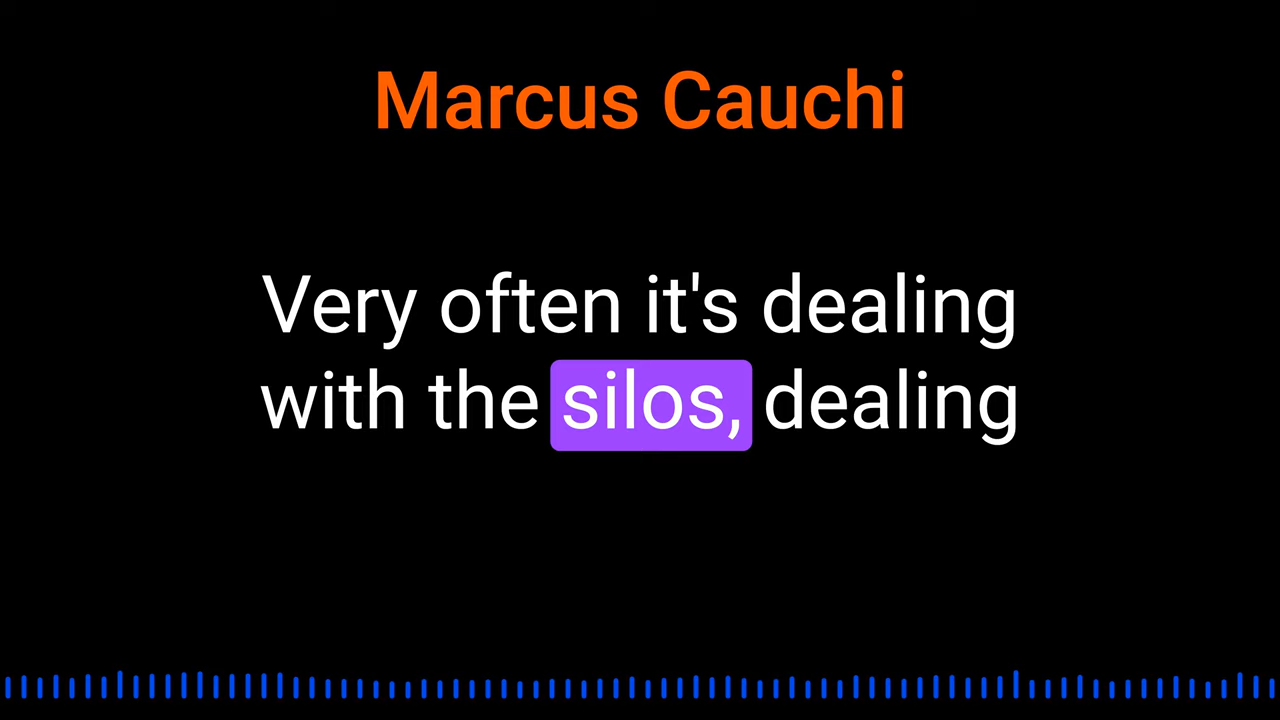 Marcus Cauchi
Very often it's dealing
with the silos, dealing